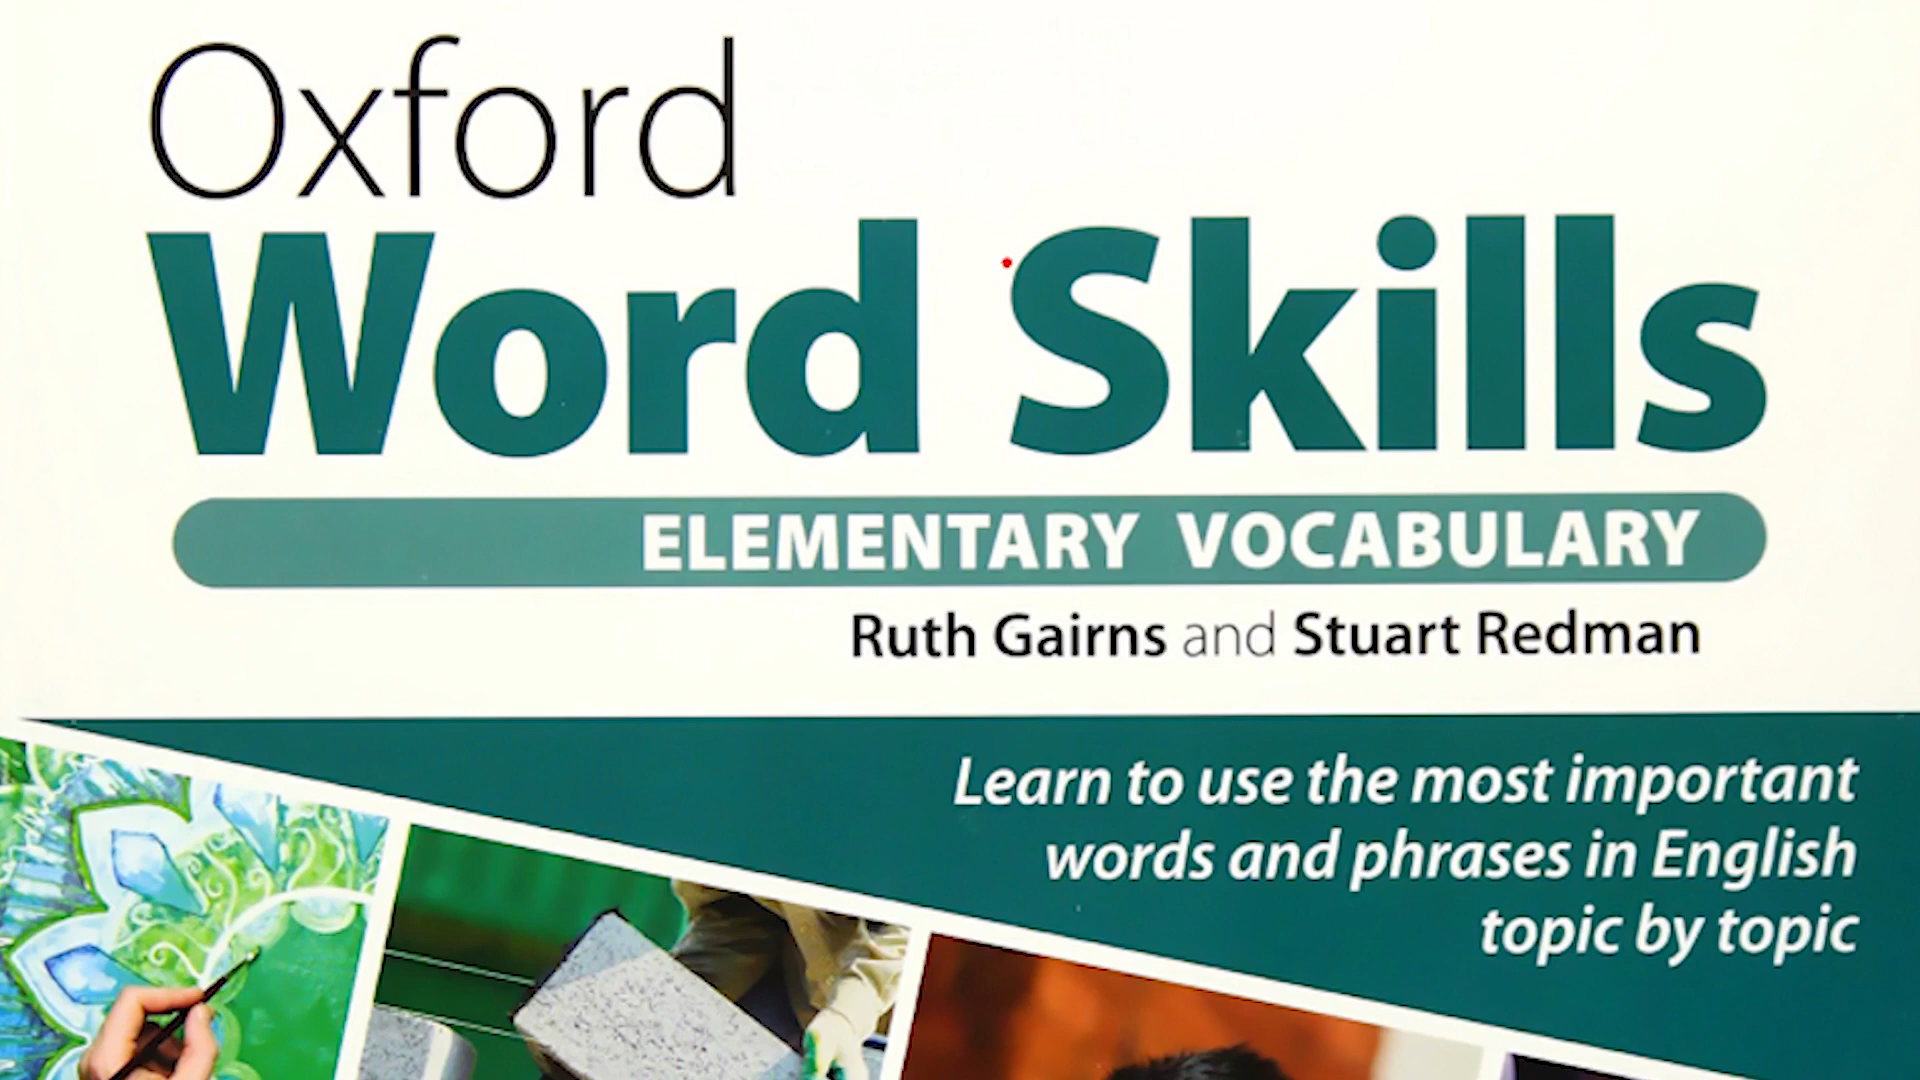 Oxford
Word Skills
ELEMENTARY VOCABULARY
Ruth Gairns and Stuart Redman
Learn to use the most important
words and phrases in English
topic by topic